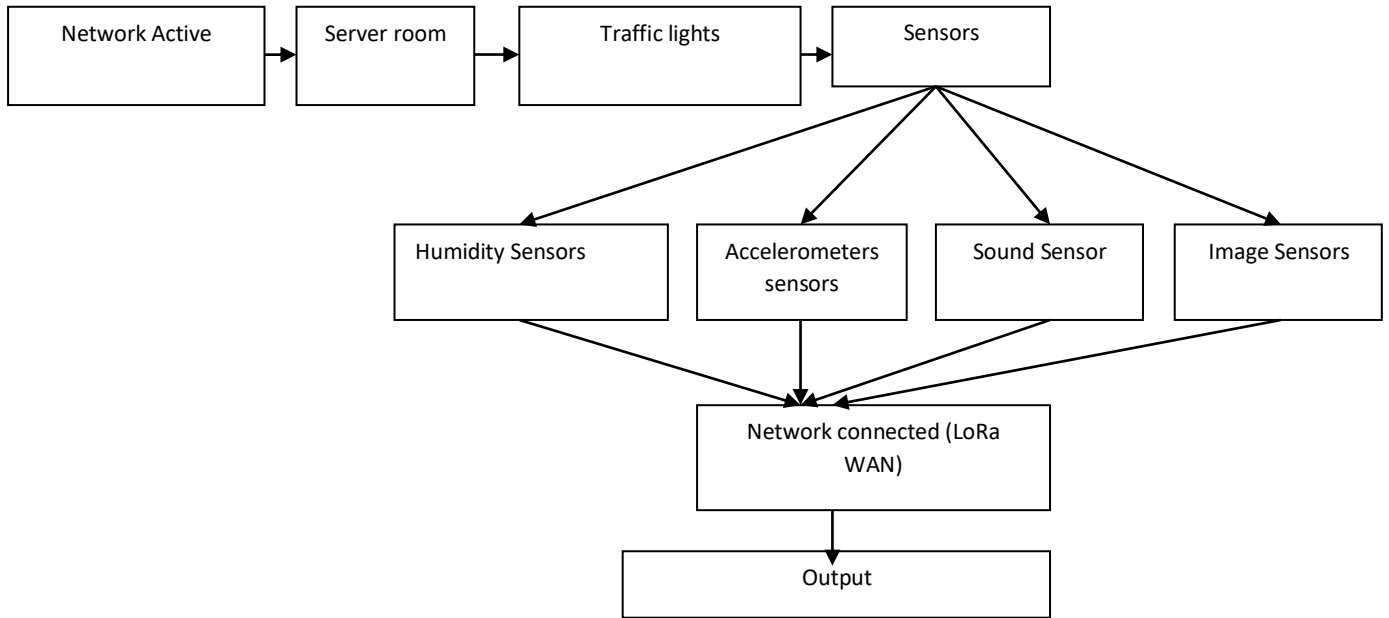 Network Active
Server room
Traffic lights
Sensors
Humidity Sensors
Accelerometers
sensors
Sound Sensor
Image Sensors
Network connected (LoRa
WAN)
Output